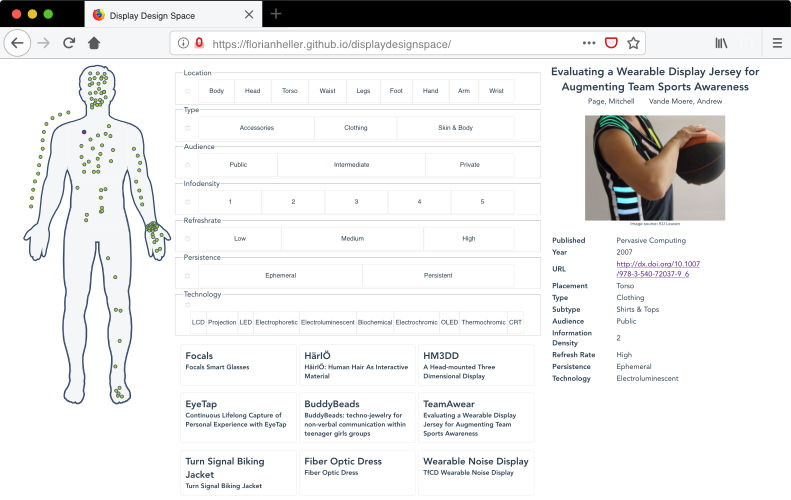 Display Design Space
https://florianheller.github.io/displaydesignspace/
Location
Body Head Torso Waist Legs Foot Hand Arm Wrist
Type
Accessories Clothing Skin & Body
Audience
Public Intermediate Private
Infodensity
1 2 3 4 5
Refreshrate
Low Medium High
Persistence
Ephemeral Persistent
Technology
LCD Projection LED Electrophoretic Electroluminescent Biochemical Electrochromic OLED Thermochromic CRT
Focals
Focals Smart Glasses
HärIÖ
HäirIÖ: Human Hair As Interactive
Material
HM3DD
A Head-mounted Three
Dimensional Display
EyeTap
Continuous Lifelong Capture of
Personal Experience with EyeTap
BuddyBeads
BuddyBeads: techno-jewelry for
non-verbal communication within
teenager girls groups
TeamAwear
Evaluating a Wearable Display
Jersey for Augmenting Team
Sports Awareness
Turn Signal Biking
Jacket
Turn Signal Biking Jacket
Fiber Optic Dress
Fiber Optic Dress
Wearable Noise Display
TfCD Wearable Noise Display
Evaluating a Wearable Display Jersey for
Augmenting Team Sports Awareness
Page, Mitchell Vande Moere, Andrew
Image source: KU Leuven
Published Pervasive Computing
Year 2007
URL http://dx.doi.org/10.1007
/978-3-540-72037-9_6
Placement Torso
Type Clothing
Subtype Shirts & Tops
Audience Public
Information
Density 2
Refresh Rate High
Persistence Ephemeral
Technology Electroluminescent